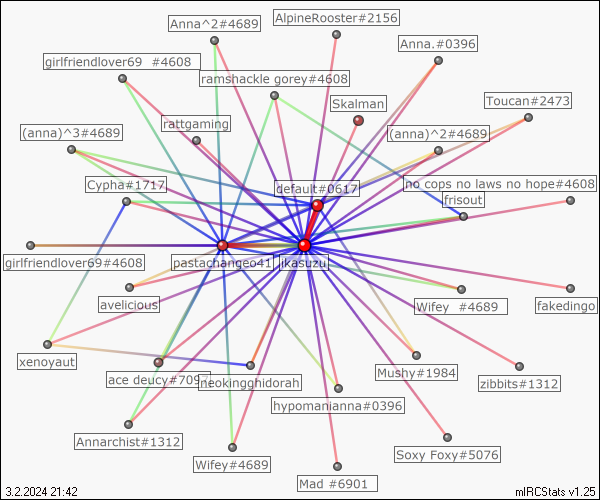 AlpineRooster#2156
Anna^2#4689
Anna.#0396
girlfriendlover69 #4608
ramshackle gorey#4608
Skalman
Toucan#2473
rattgaming
(anna)^3#4689
(anna)^2#4689
Cypha#1717
default#0617
no cops no laws no hope#4608
frisout
girlfriendlover69#4608
pastachangeo41
jikasuzu
avelicious
Wifey #4689
fakedingo
xenoyaut
ace deucy#7097
neokingghidorah
Mushy#1984
zibbits#1312
hypomanianna#0396
Annarchist#1312
Soxy Foxy#5076
Wifey#4689
Mad #6901
3.2.2024 21:42
mIRCStats v1.25